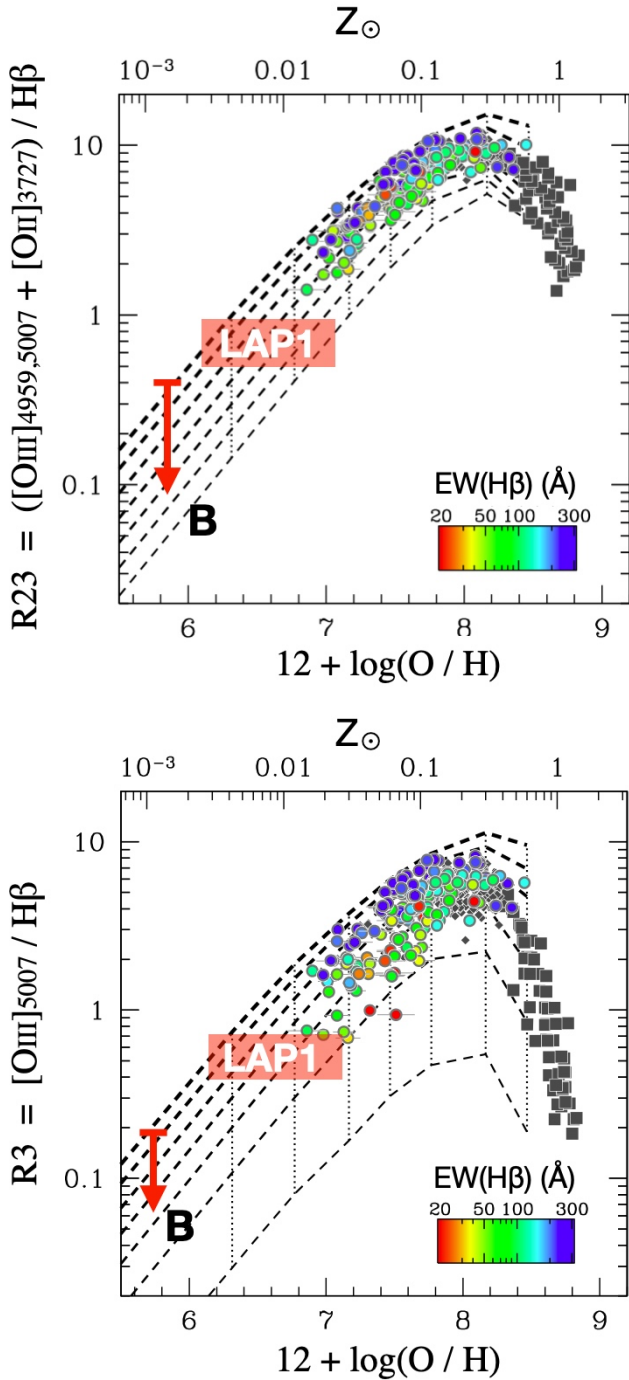 Z☉
10⁻³ 0.01 0.1 1
R23 = ([OIII]4959,5007 + [OII]3727) / Hβ
10
1
0.1
LAP1
B
EW(Hβ) (Å)
20 50 100 300
6 7 8 9
12 + log(O / H)
Z☉
10⁻³ 0.01 0.1 1
R3 = [OIII]5007 / Hβ
10
1
0.1
LAP1
B
EW(Hβ) (Å)
20 50 100 300
6 7 8 9
12 + log(O / H)